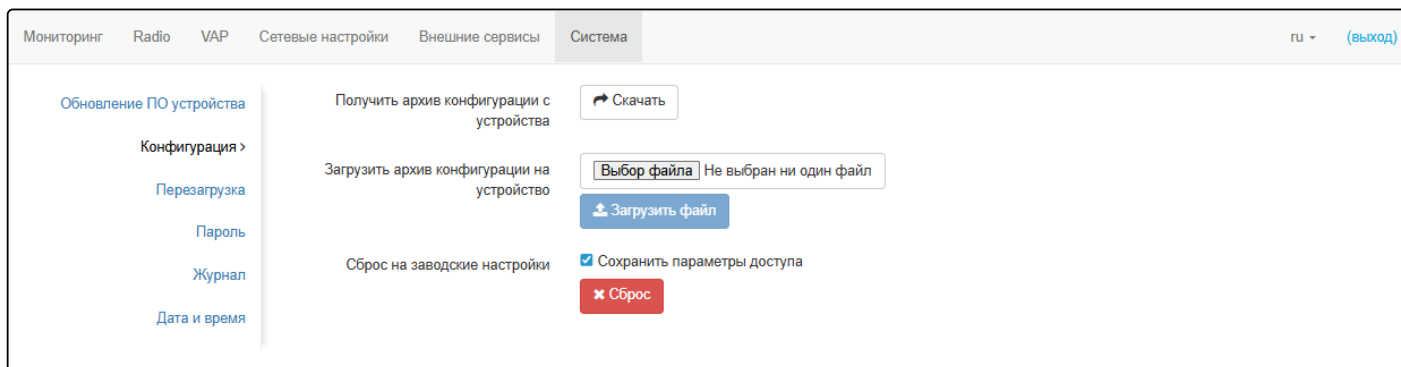 Мониторинг Radio VAP Сетевые настройки Внешние сервисы Система ru (выход)
Обновление ПО устройства
Конфигурация >
Перезагрузка
Пароль
Журнал
Дата и время
Получить архив конфигурации с
устройства
Скачать
Загрузить архив конфигурации на
устройство
Выбор файла Не выбран ни один файл
Загрузить файл
Сброс на заводские настройки
Сохранить параметры доступа
Сброс